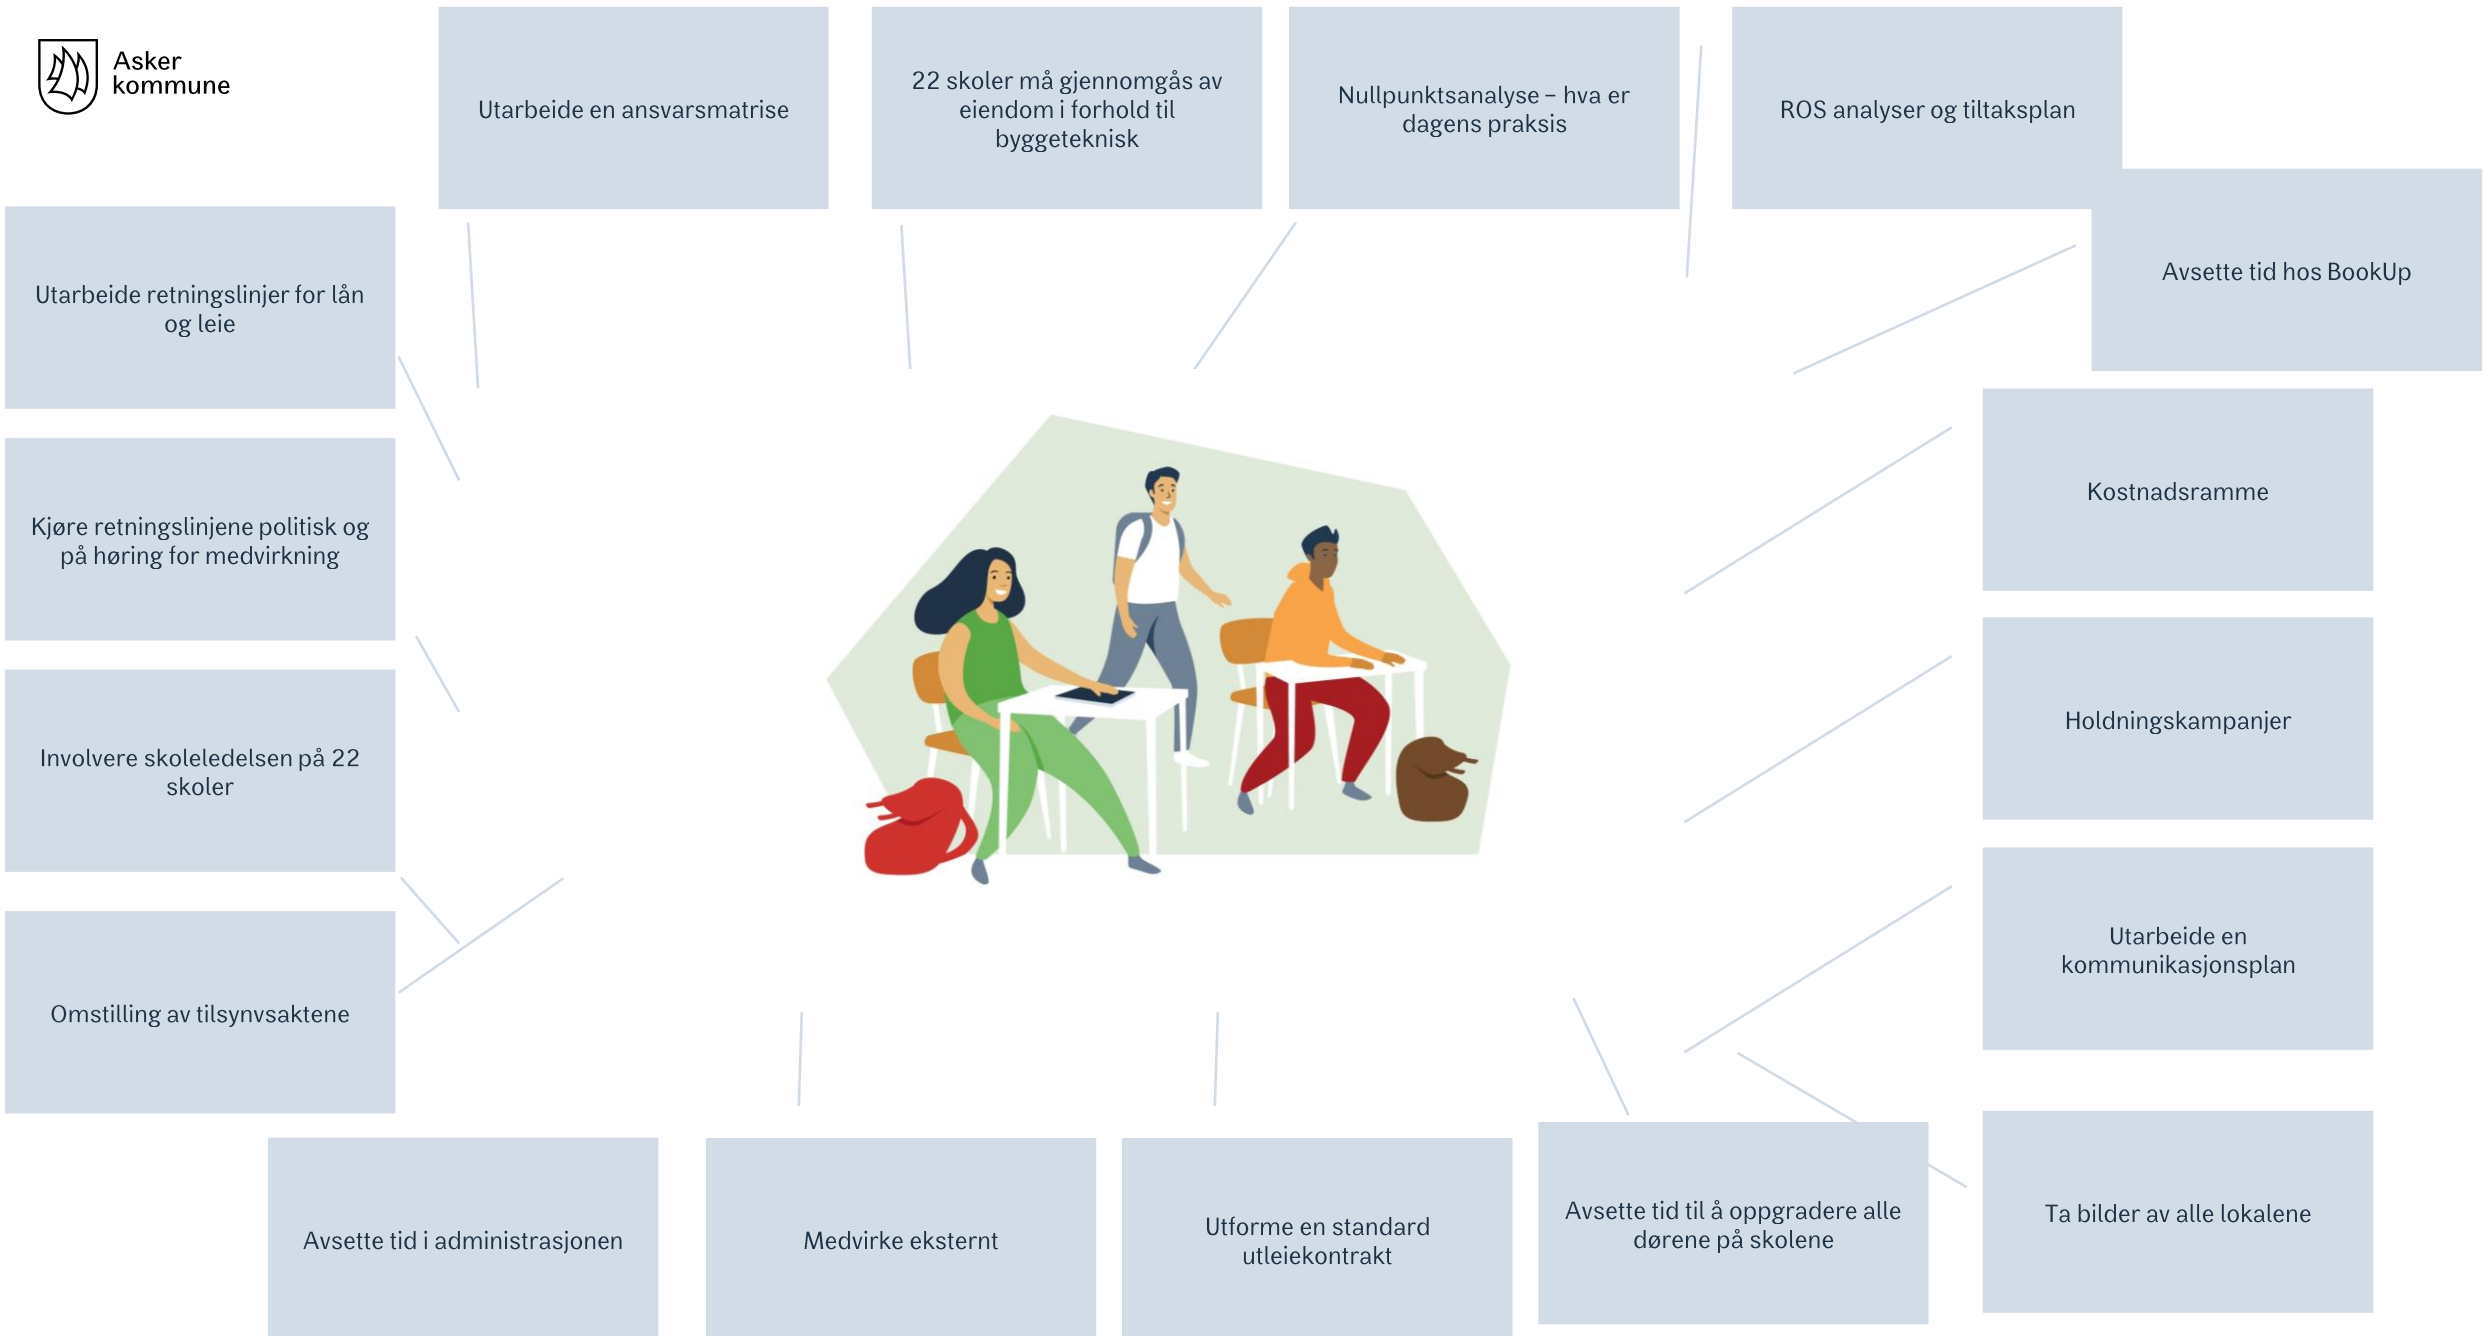 Asker
kommune
Utarbeide en ansvarsmatrise
22 skoler må gjennomgås av
eiendom i forhold til
byggeteknisk
Nullpunktsanalyse – hva er
dagens praksis
ROS analyser og tiltaksplan
Avsette tid hos BookUp
Utarbeide retningslinjer for lån
og leie
Kjøre retningslinjene politisk og
på høring for medvirkning
Involvere skoleledelsen på 22
skoler
Omstilling av tilsynvsaktene
Kostnadsramme
Holdningskampanjer
Utarbeide en
kommunikasjonsplan
Avsette tid i administrasjonen
Medvirke eksternt
Utforme en standard
utleiekontrakt
Avsette tid til å oppgradere alle
dørene på skolene
Ta bilder av alle lokalene